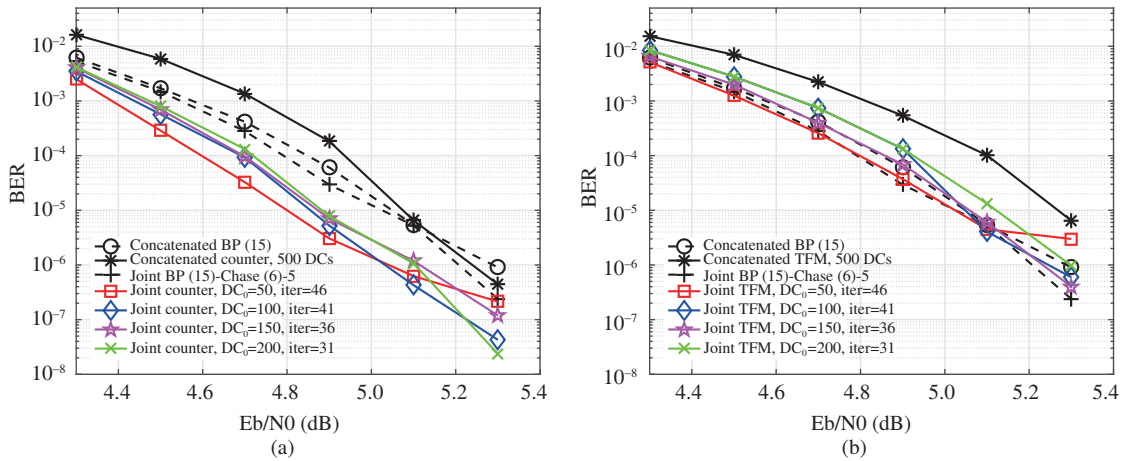 BER
10⁻²
10⁻³
10⁻⁴
10⁻⁵
10⁻⁶
10⁻⁷
10⁻⁸
Concatenated BP (15)
Concatenated counter, 500 DCs
Joint BP (15)-Chase (6)-5
Joint counter, DC₀=50, iter=46
Joint counter, DC₀=100, iter=41
Joint counter, DC₀=150, iter=36
Joint counter, DC₀=200, iter=31
4.4 4.6 4.8 5.0 5.2 5.4
Eb/N0 (dB)
(a)
BER
10⁻²
10⁻³
10⁻⁴
10⁻⁵
10⁻⁶
10⁻⁷
10⁻⁸
Concatenated BP (15)
Concatenated TFM, 500 DCs
Joint BP (15)-Chase (6)-5
Joint TFM, DC₀=50, iter=46
Joint TFM, DC₀=100, iter=41
Joint TFM, DC₀=150, iter=36
Joint TFM, DC₀=200, iter=31
4.4 4.6 4.8 5.0 5.2 5.4
Eb/N0 (dB)
(b)